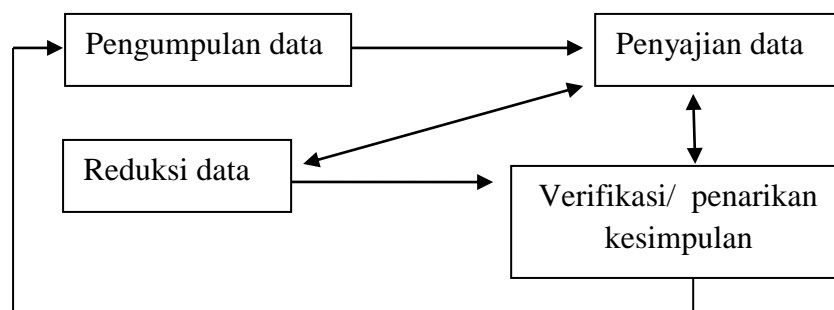 Pengumpulan data
Penyajian data
Reduksi data
Verifikasi/ penarikan
kesimpulan